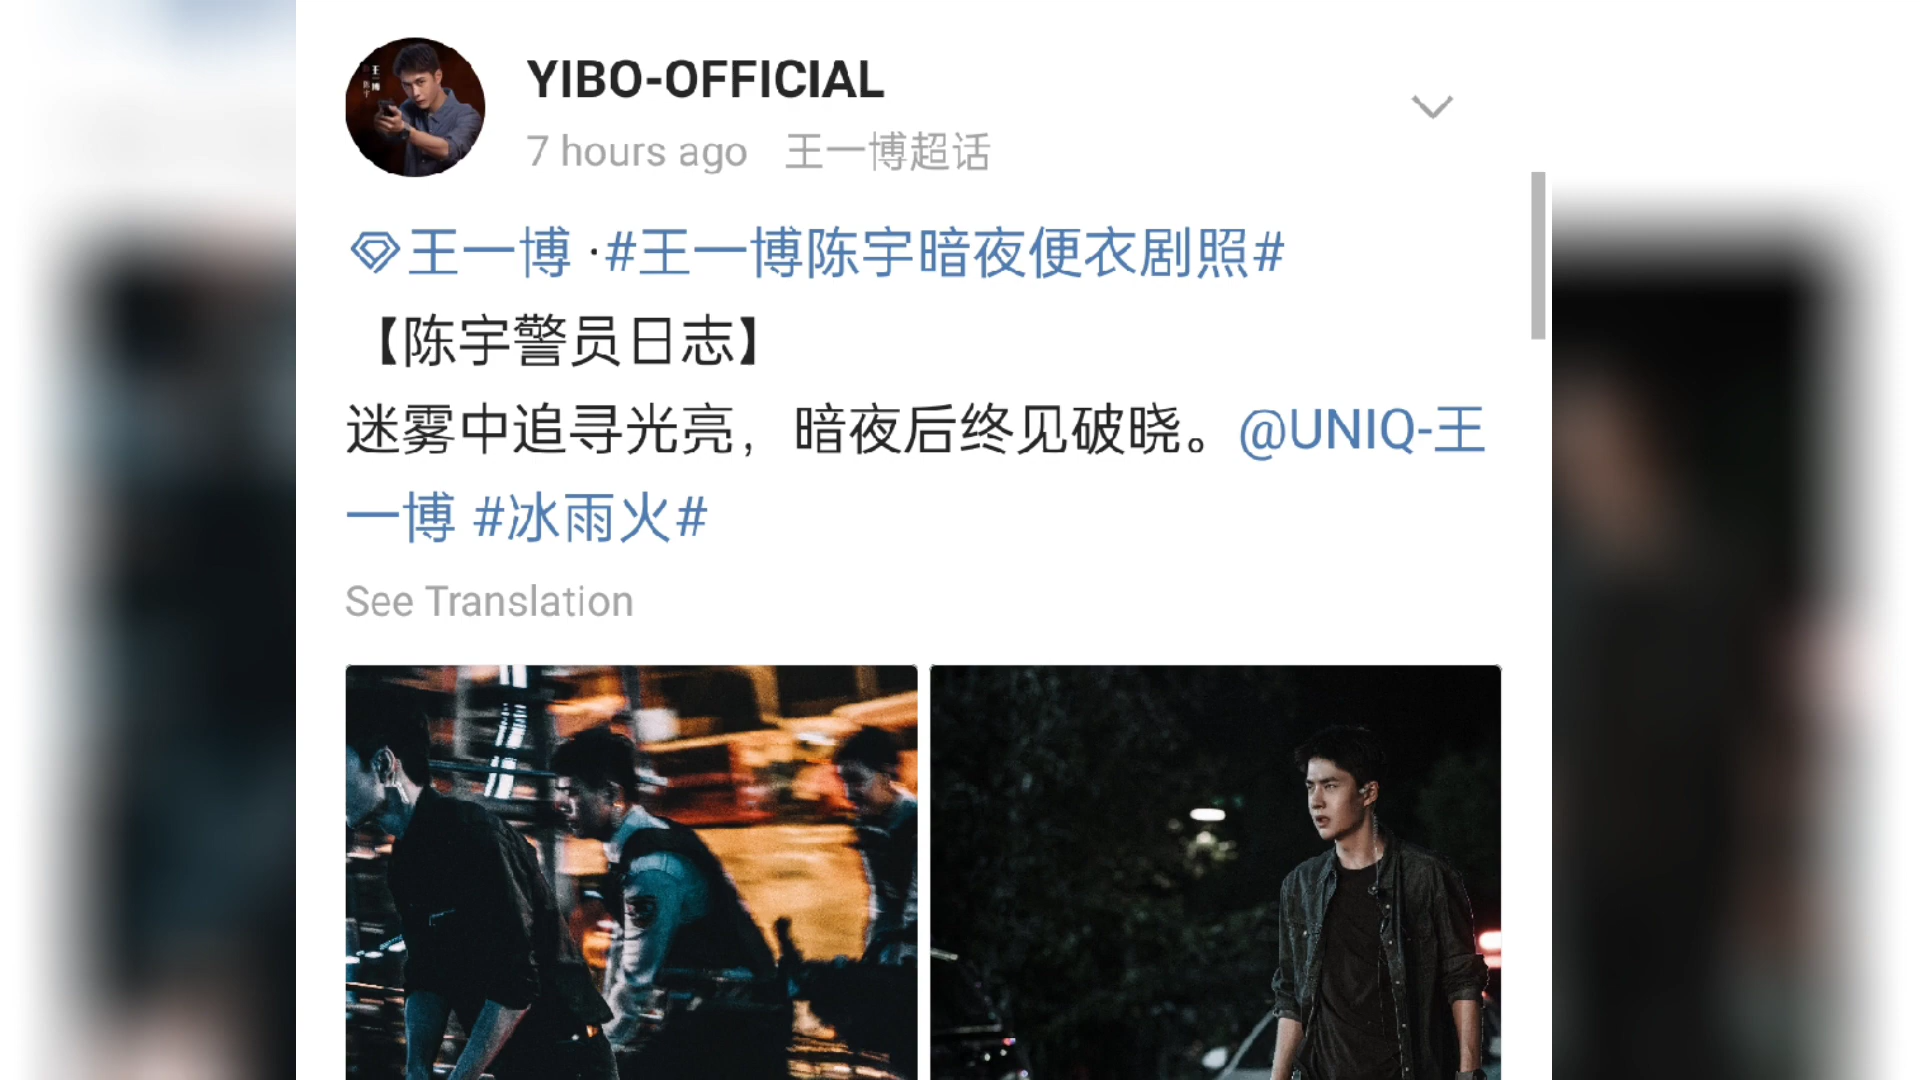 YIBO-OFFICIAL
7 hours ago 王一博超话
王一博 ·#王一博陈宇暗夜便衣剧照#
【陈宇警员日志】
迷雾中追寻光亮，暗夜后终见破晓。@UNIQ-王
一博 #冰雨火#
See Translation